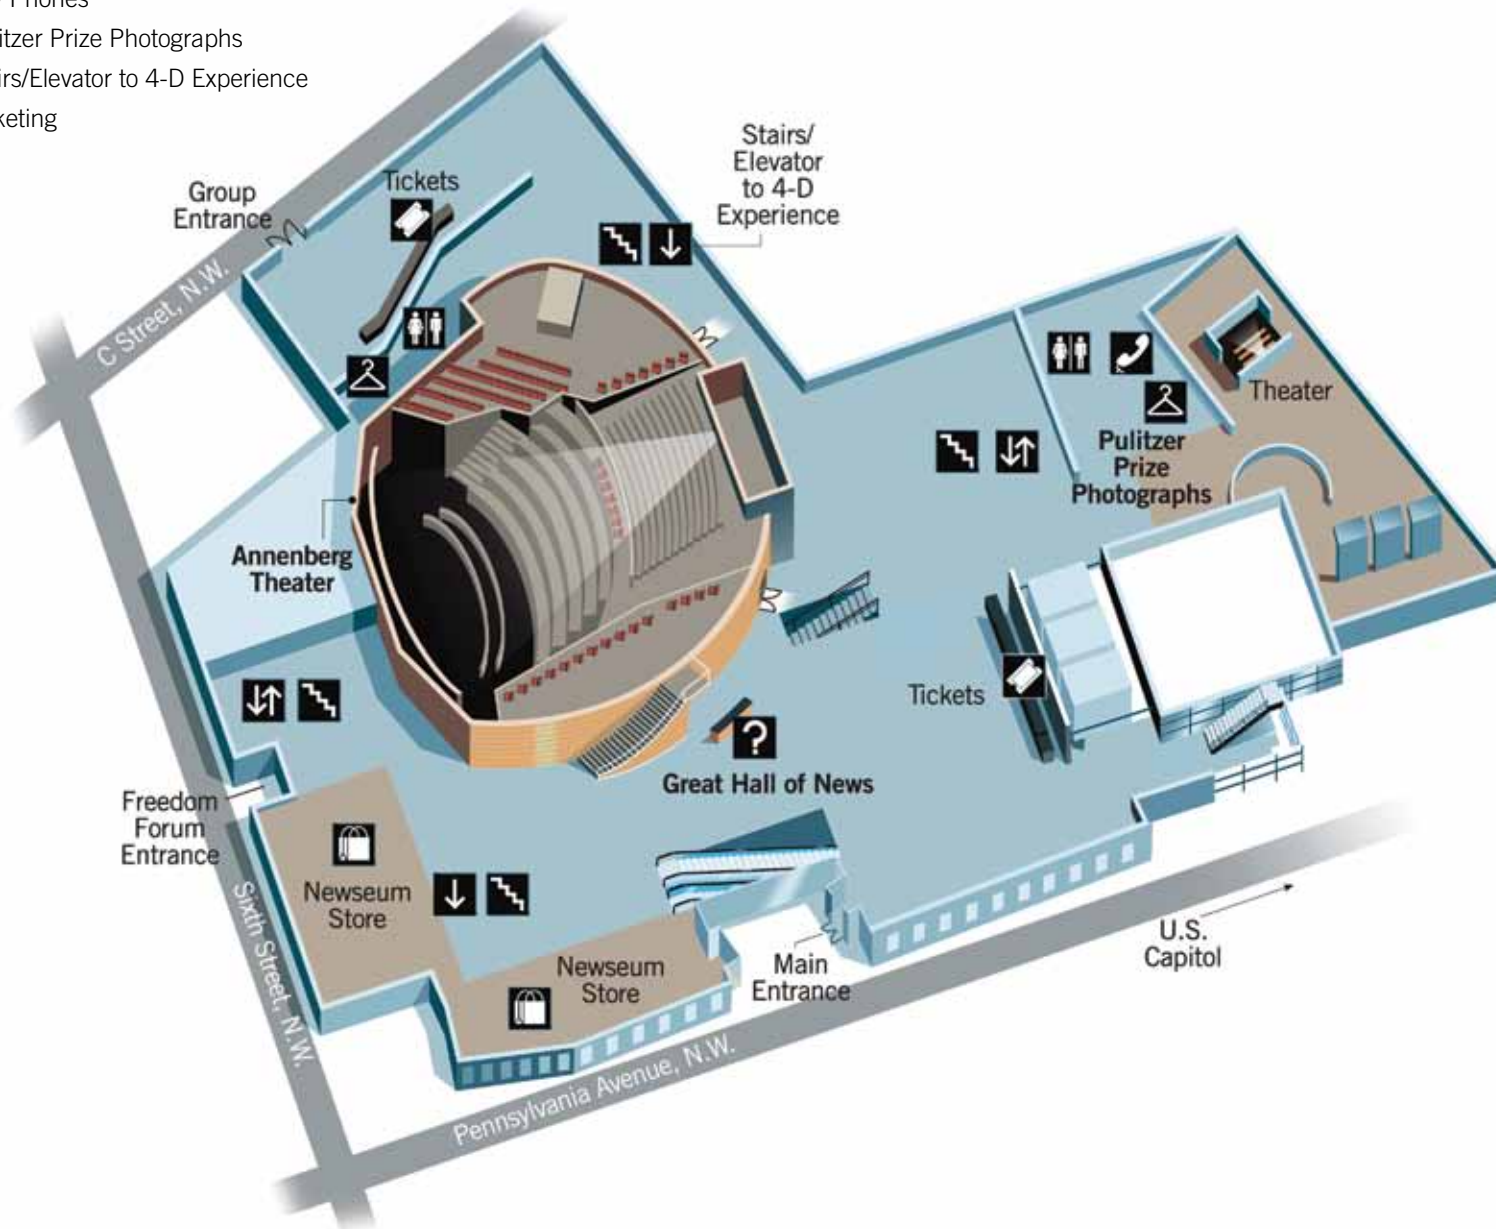 Phones
itzer Prize Photographs
irs/Elevator to 4-D Experience
keting
Stairs/
Elevator
to 4-D
Experience
Tickets
Group
Entrance
C Street, N.W.
Theater
Pulitzer
Prize
Photographs
Annenberg
Theater
Tickets
?
Great Hall of News
Freedom
Forum
Entrance
Newseum
Store
Sixth Street, N.W.
Newseum
Store
Main
Entrance
U.S.
Capitol
Pennsylvania Avenue, N.W.